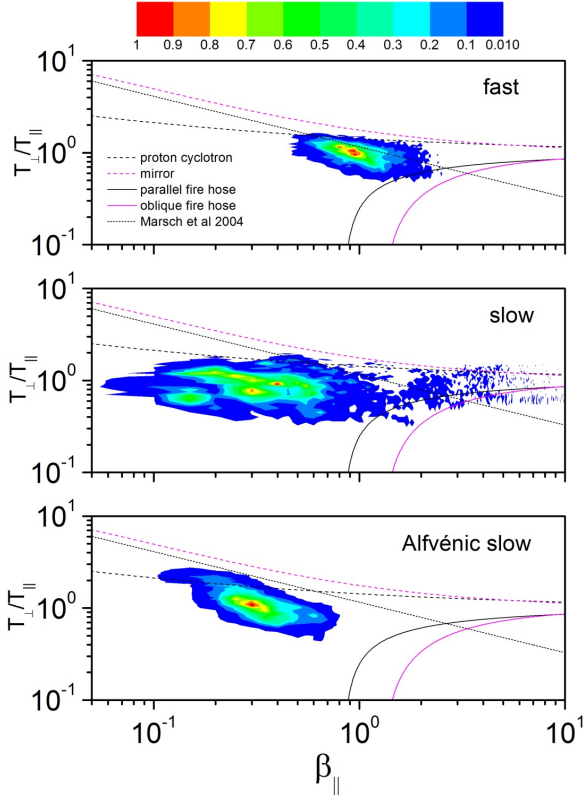 1 0.9 0.8 0.7 0.6 0.5 0.4 0.3 0.2 0.1 0.010
10¹
fast
T⊥/T∥
10⁰
proton cyclotron
mirror
parallel fire hose
oblique fire hose
Marsch et al 2004
10⁻¹
10¹
slow
T⊥/T∥
10⁰
10⁻¹
10¹
Alfvénic slow
T⊥/T∥
10⁰
10⁻¹
10⁻¹ 10⁰ 10¹
β∥